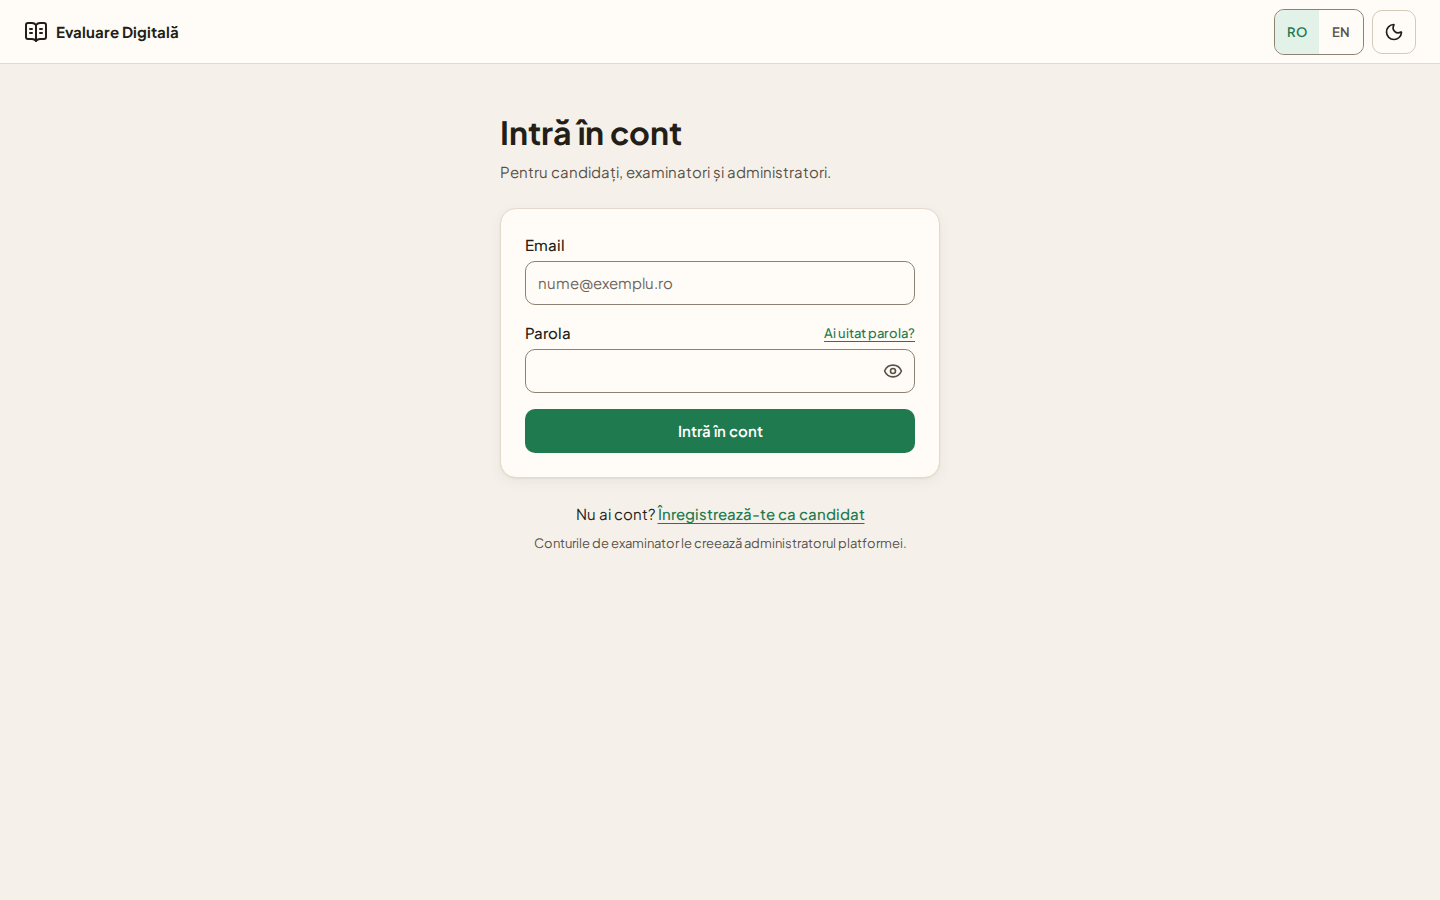 Evaluare Digitală
RO
EN
Intră în cont
Pentru candidați, examinatori și administratori.
Email
nume@exemplu.ro
Parola
Ai uitat parola?
Intră în cont
Nu ai cont? Înregistrează-te ca candidat
Conturile de examinator le creează administratorul platformei.